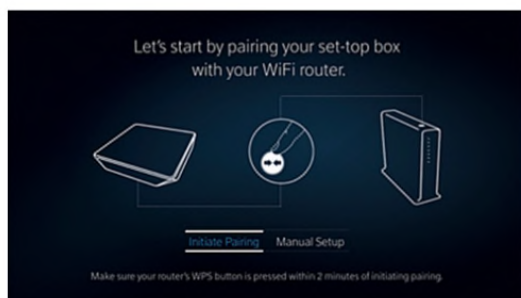 Let's start by pairing your set-top box
with your WiFi router.
Initiate Pairing Manual Setup
Make sure your router's WPS button is pressed within 2 minutes of initiating pairing.